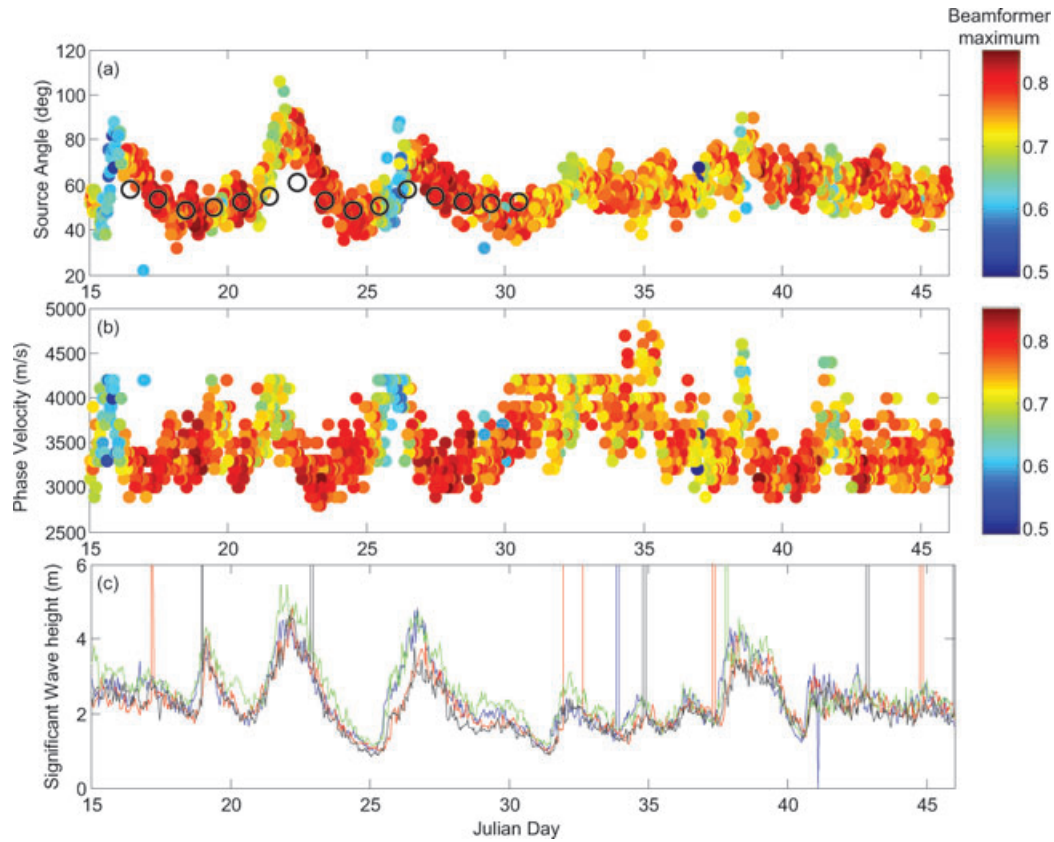 Beamformer
maximum
(a)
Source Angle (deg)
120
100
80
60
40
20
15 20 25 30 35 40 45
0.8
0.7
0.6
0.5
(b)
Phase Velocity (m/s)
5000
4500
4000
3500
3000
2500
15 20 25 30 35 40 45
0.8
0.7
0.6
0.5
(c)
Significant Wave height (m)
6
4
2
0
15 20 25 30 35 40 45
Julian Day